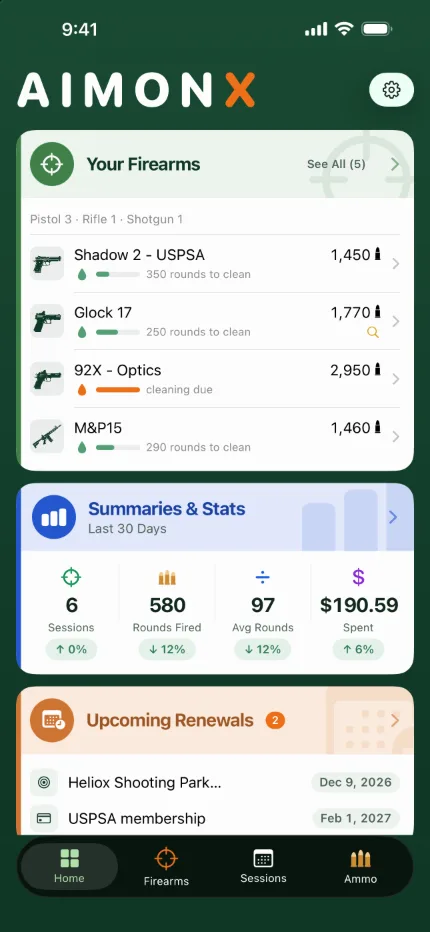 9:41
AIMONX
Your Firearms
See All (5)
Pistol 3 · Rifle 1 · Shotgun 1
Shadow 2 - USPSA
1,450
350 rounds to clean
Glock 17
1,770
250 rounds to clean
92X - Optics
2,950
cleaning due
M&P15
1,460
290 rounds to clean
Summaries & Stats
Last 30 Days
6
580
97
$190.59
Sessions
Rounds Fired
Avg Rounds
Spent
↑ 0%
↓ 12%
↓ 12%
↑ 6%
Upcoming Renewals
2
Heliox Shooting Park...
Dec 9, 2026
USPSA membership
Feb 1, 2027
Home
Firearms
Sessions
Ammo